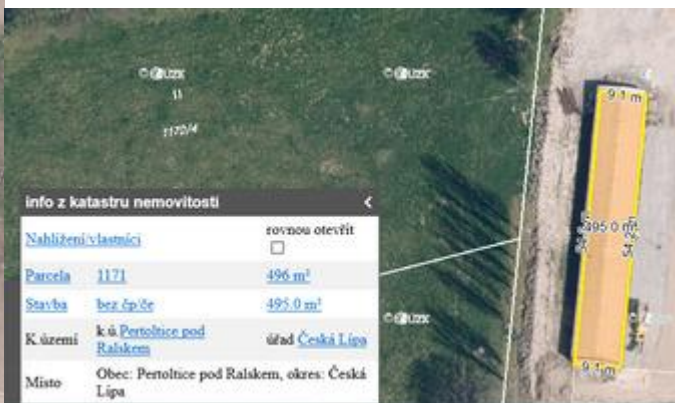 ©ČÚZK
©ČÚZK
11
1172/4
9.1 m
495.0 m²
9.1 m
©ČÚZK
info z katastru nemovitostí <
Nahlížení/vlastníci rovnou otevřít
Parcela 1171 496 m²
Stavba bez čp/če 495.0 m²
K.území k.ú.Pertoltice pod Ralskem úřad Česká Lípa
Místo Obec: Pertoltice pod Ralskem, okres: Česká Lípa